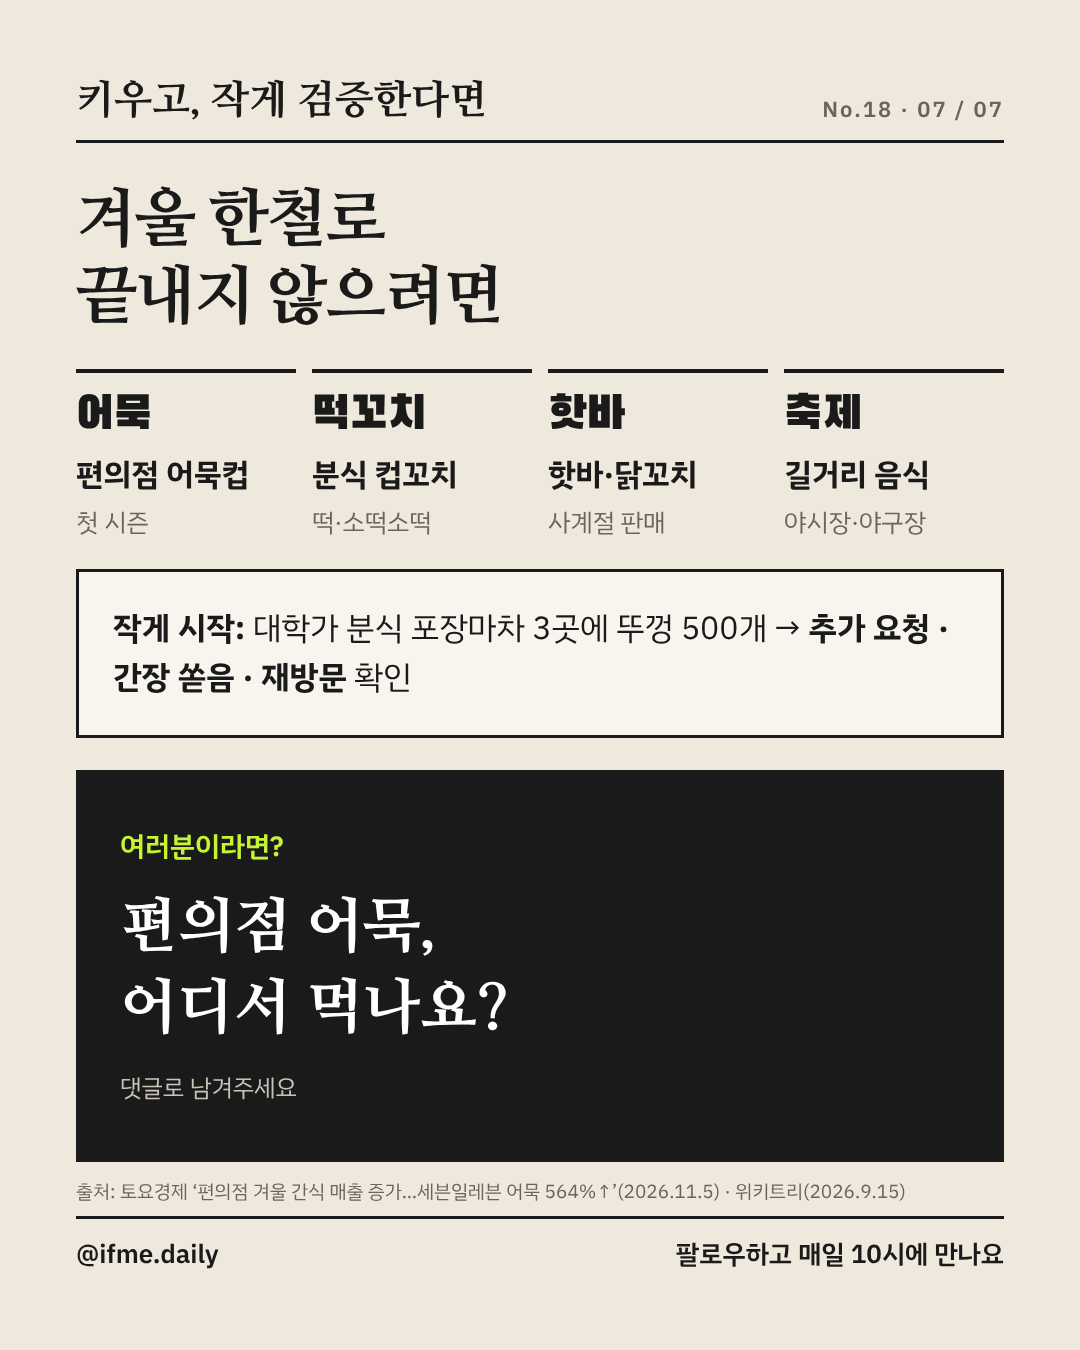 키우고, 작게 검증한다면
No.18 · 07 / 07
겨울 한철로
끝내지 않으려면
어묵
편의점 어묵컵
첫 시즌
떡꼬치
분식 컵꼬치
떡·소떡소떡
핫바
핫바·닭꼬치
사계절 판매
축제
길거리 음식
야시장·야구장
작게 시작: 대학가 분식 포장마차 3곳에 뚜껑 500개 → 추가 요청 ·
간장 쏟음 · 재방문 확인
여러분이라면?
편의점 어묵,
어디서 먹나요?
댓글로 남겨주세요
출처: 토요경제 ‘편의점 겨울 간식 매출 증가…세븐일레븐 어묵 564%↑’(2026.11.5) · 위키트리(2026.9.15)
@ifme.daily
팔로우하고 매일 10시에 만나요